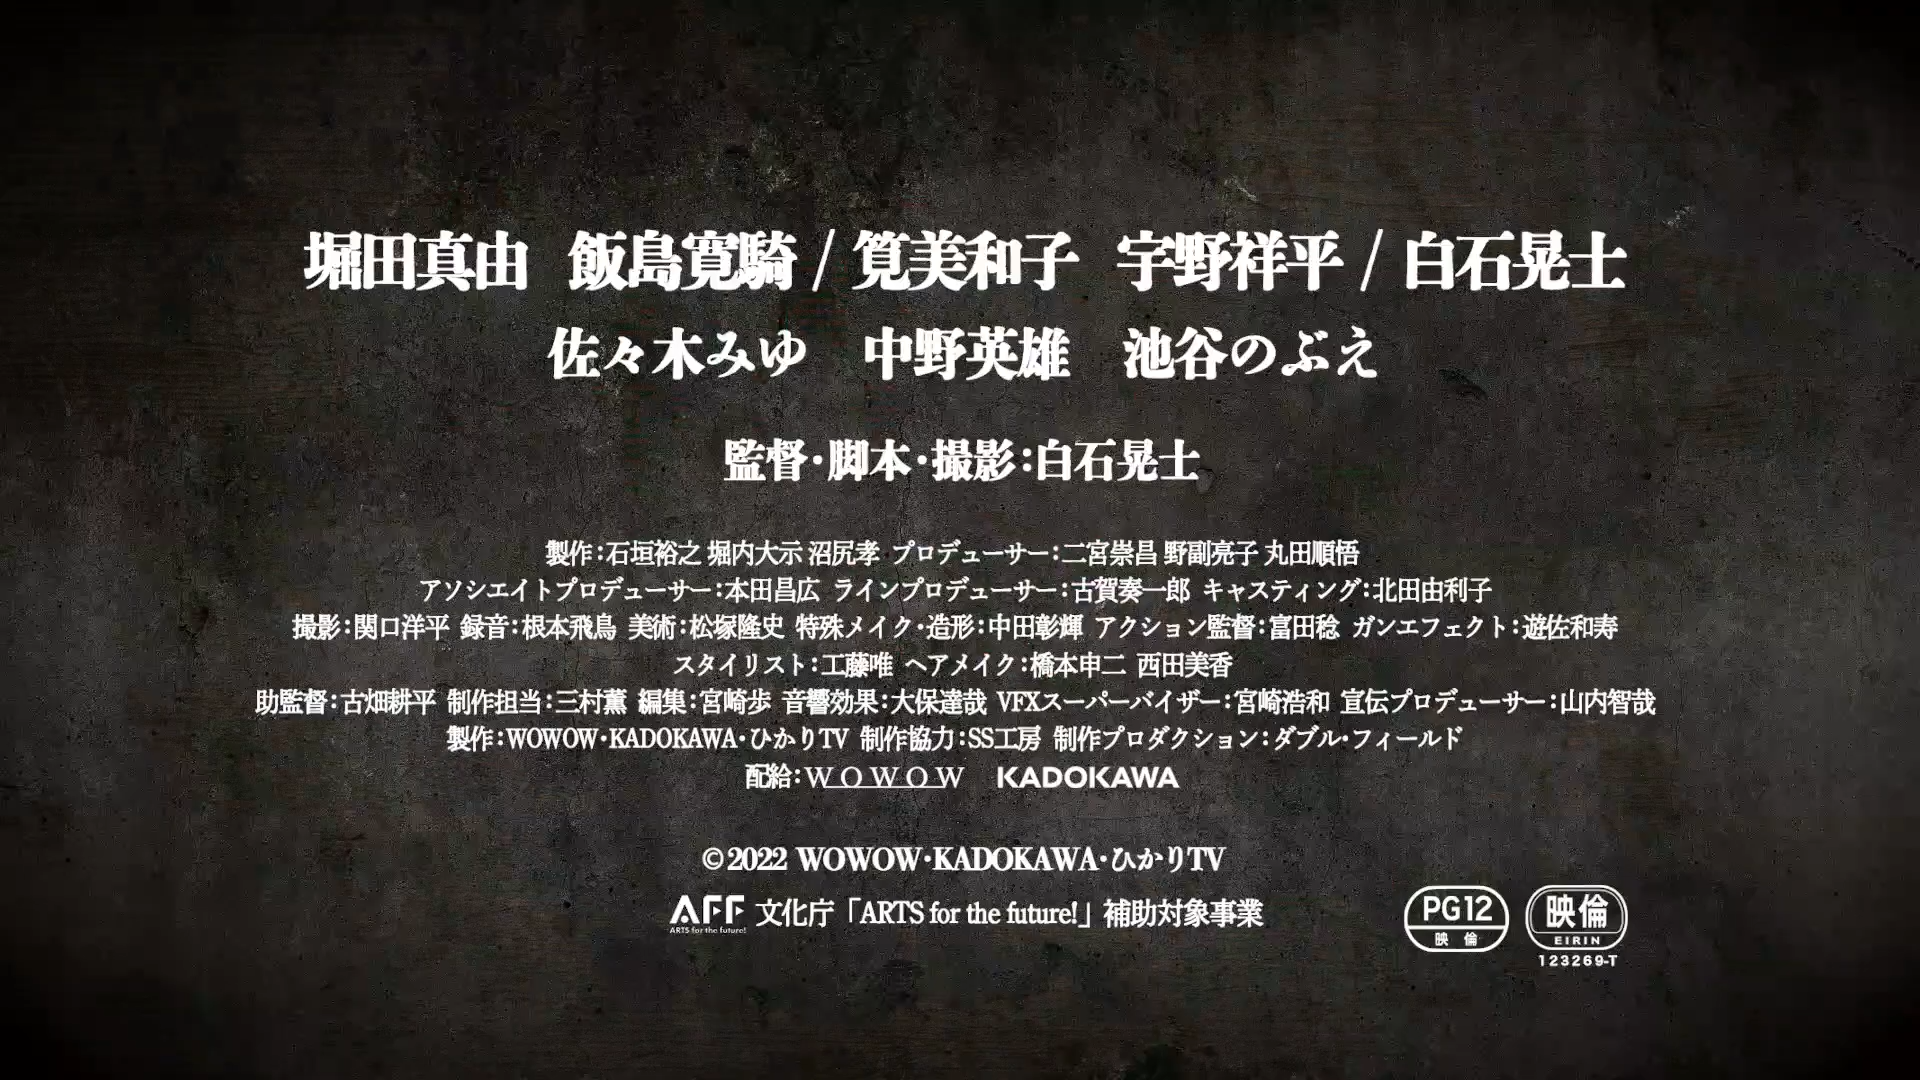 堀田真由 飯島寛騎 / 筧美和子 宇野祥平 / 白石晃士
佐々木みゆ 中野英雄 池谷のぶえ
監督・脚本・撮影:白石晃士
製作:石垣裕之 堀内大示 沼尻孝 プロデューサー:二宮崇昌 野副亮子 丸田順悟
アソシエイトプロデューサー:本田昌広 ラインプロデューサー:古賀奏一郎 キャスティング:北田由利子
撮影:関口洋平 録音:根本飛鳥 美術:松塚隆史 特殊メイク・造形:中田彰輝 アクション監督:富田稔 ガンエフェクト:遊佐和寿
スタイリスト:工藤唯 ヘアメイク:橋本申二 西田美香
助監督:古畑耕平 制作担当:三村薫 編集:宮崎歩 音響効果:大保達哉 VFXスーパーバイザー:宮崎浩和 宣伝プロデューサー:山内智哉
製作:WOWOW・KADOKAWA・ひかりTV 制作協力:SS工房 制作プロダクション:ダブル・フィールド
配給:WOWOW KADOKAWA
©2022 WOWOW・KADOKAWA・ひかりTV
AFF ARTS for the future! 文化庁「ARTS for the future!」補助対象事業
PG12 映倫
映倫 EIRIN
123269-T